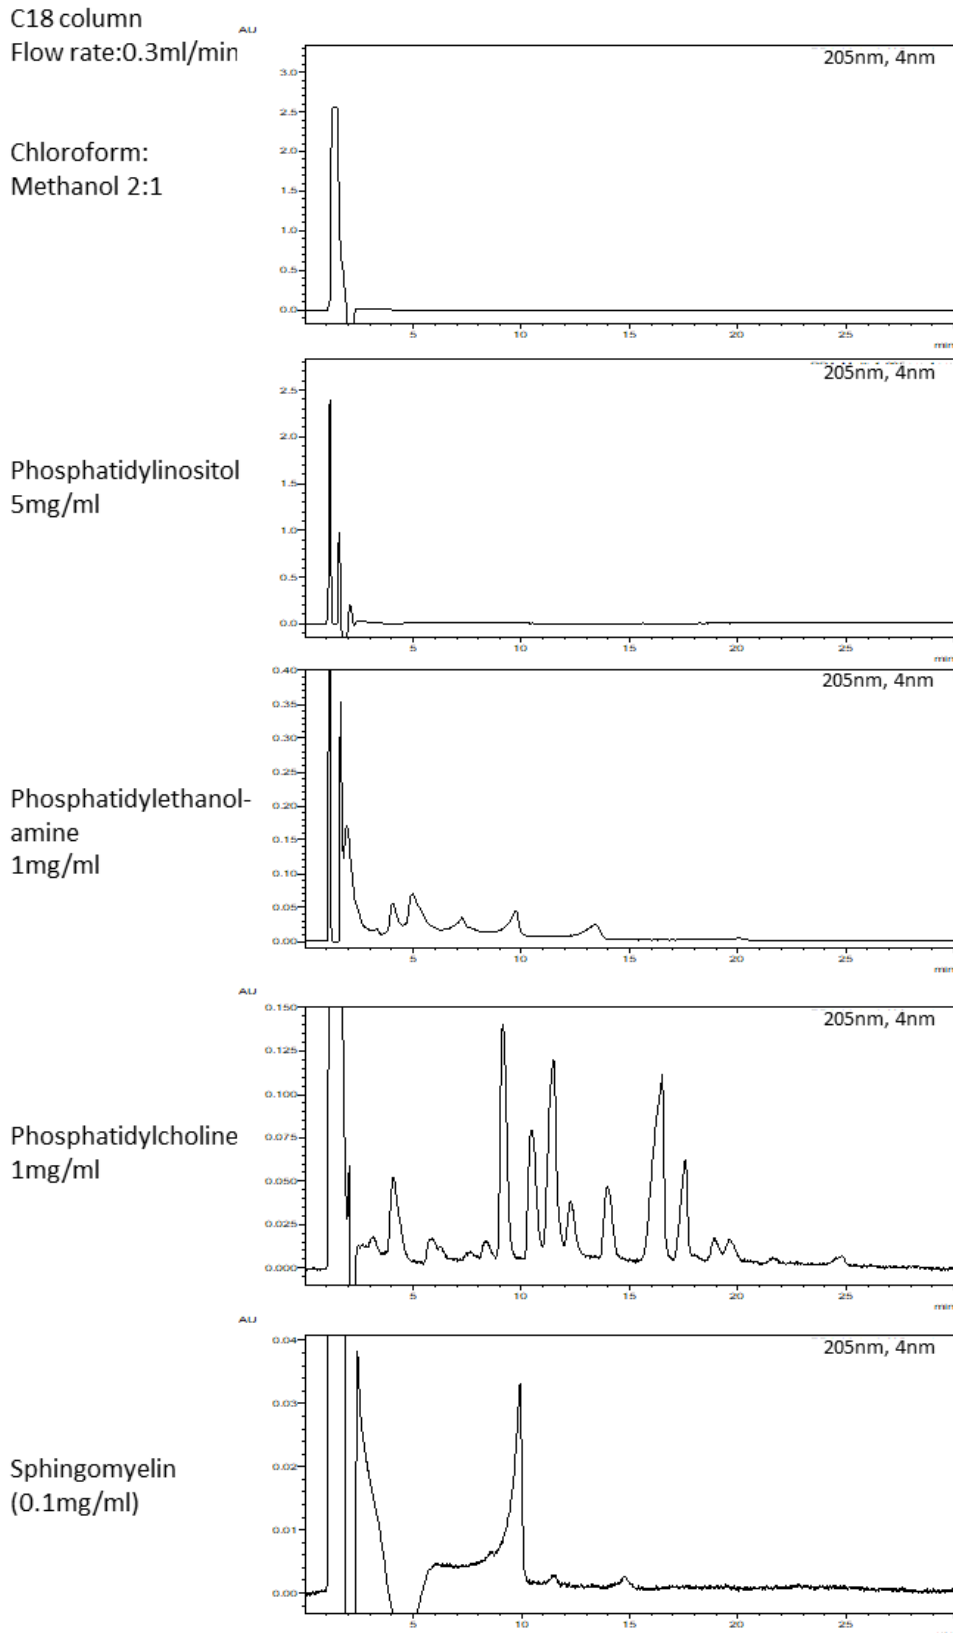 C18 column
Flow rate:0.3ml/min
AU
205nm, 4nm
Chloroform:
Methanol 2:1
3.0
2.5
2.0
1.5
1.0
0.5
0.0
5 10 15 20 25
min
205nm, 4nm
Phosphatidylinositol
5mg/ml
2.5
2.0
1.5
1.0
0.5
0.0
5 10 15 20 25
min
205nm, 4nm
Phosphatidylethanol-
amine
1mg/ml
0.40
0.35
0.30
0.25
0.20
0.15
0.10
0.05
0.00
5 10 15 20 25
min
AU
205nm, 4nm
Phosphatidylcholine
1mg/ml
0.150
0.125
0.100
0.075
0.050
0.025
0.000
5 10 15 20 25
min
AU
205nm, 4nm
Sphingomyelin
(0.1mg/ml)
0.04
0.03
0.02
0.01
0.00
5 10 15 20 25